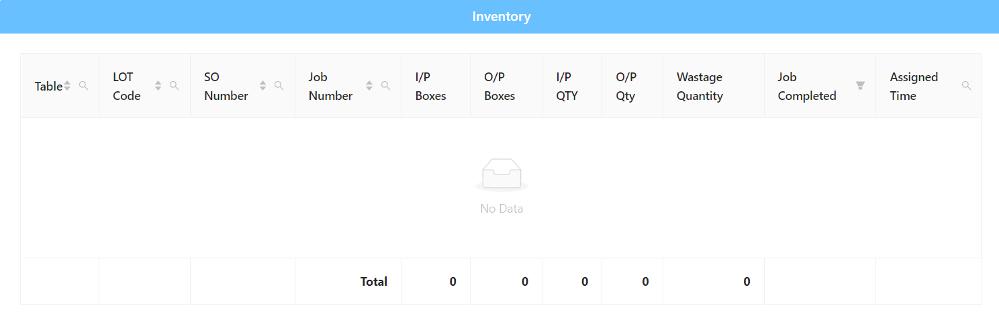 Inventory
Table
LOT
Code
SO
Number
Job
Number
I/P
Boxes
O/P
Boxes
I/P
QTY
O/P
Qty
Wastage
Quantity
Job
Completed
Assigned
Time
No Data
Total 0 0 0 0 0